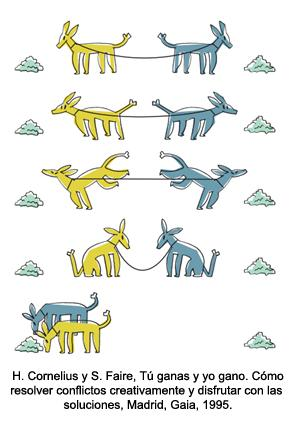 H. Cornelius y S. Faire, Tú ganas y yo gano. Cómo
resolver conflictos creativamente y disfrutar con las
soluciones, Madrid, Gaia, 1995.